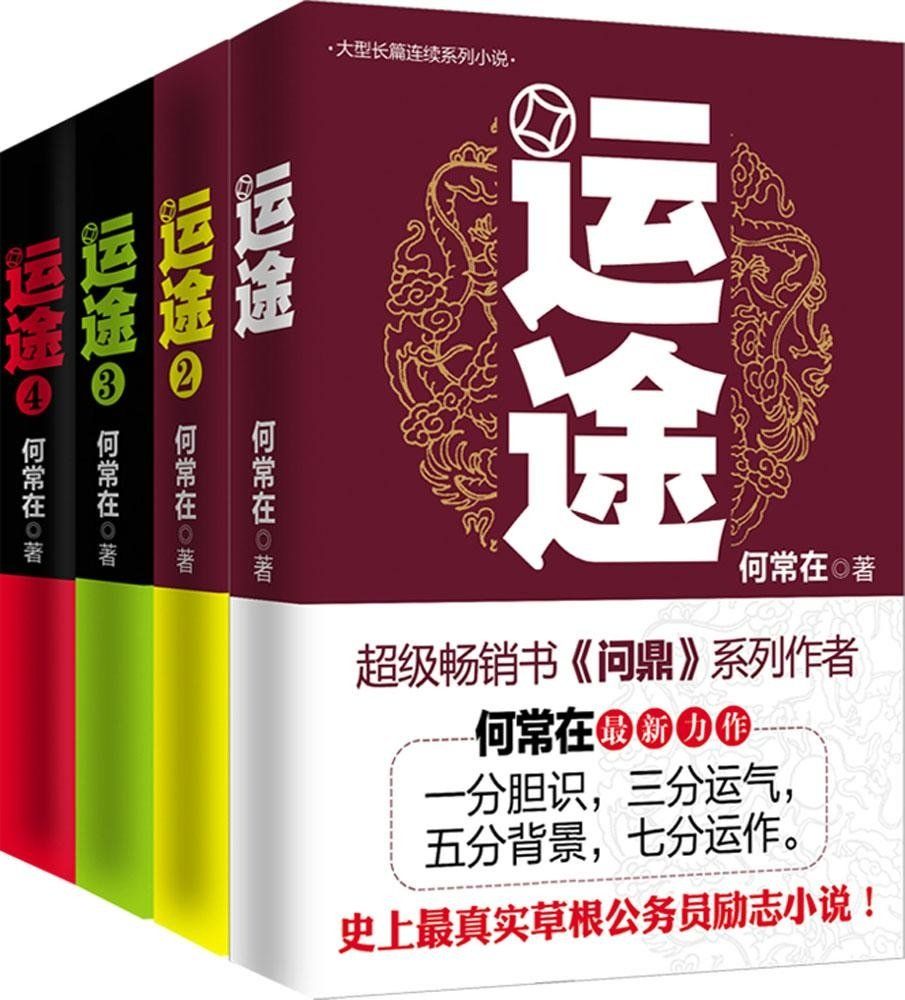 ·大型长篇连续系列小说·
运途
何常在◎著
超级畅销书《问鼎》系列作者
何常在最新力作
一分胆识，三分运气，
五分背景，七分运作。
史上最真实草根公务员励志小说！
运途
何常在◎著
运途2
何常在◎著
运途3
何常在◎著
运途4
何常在◎著